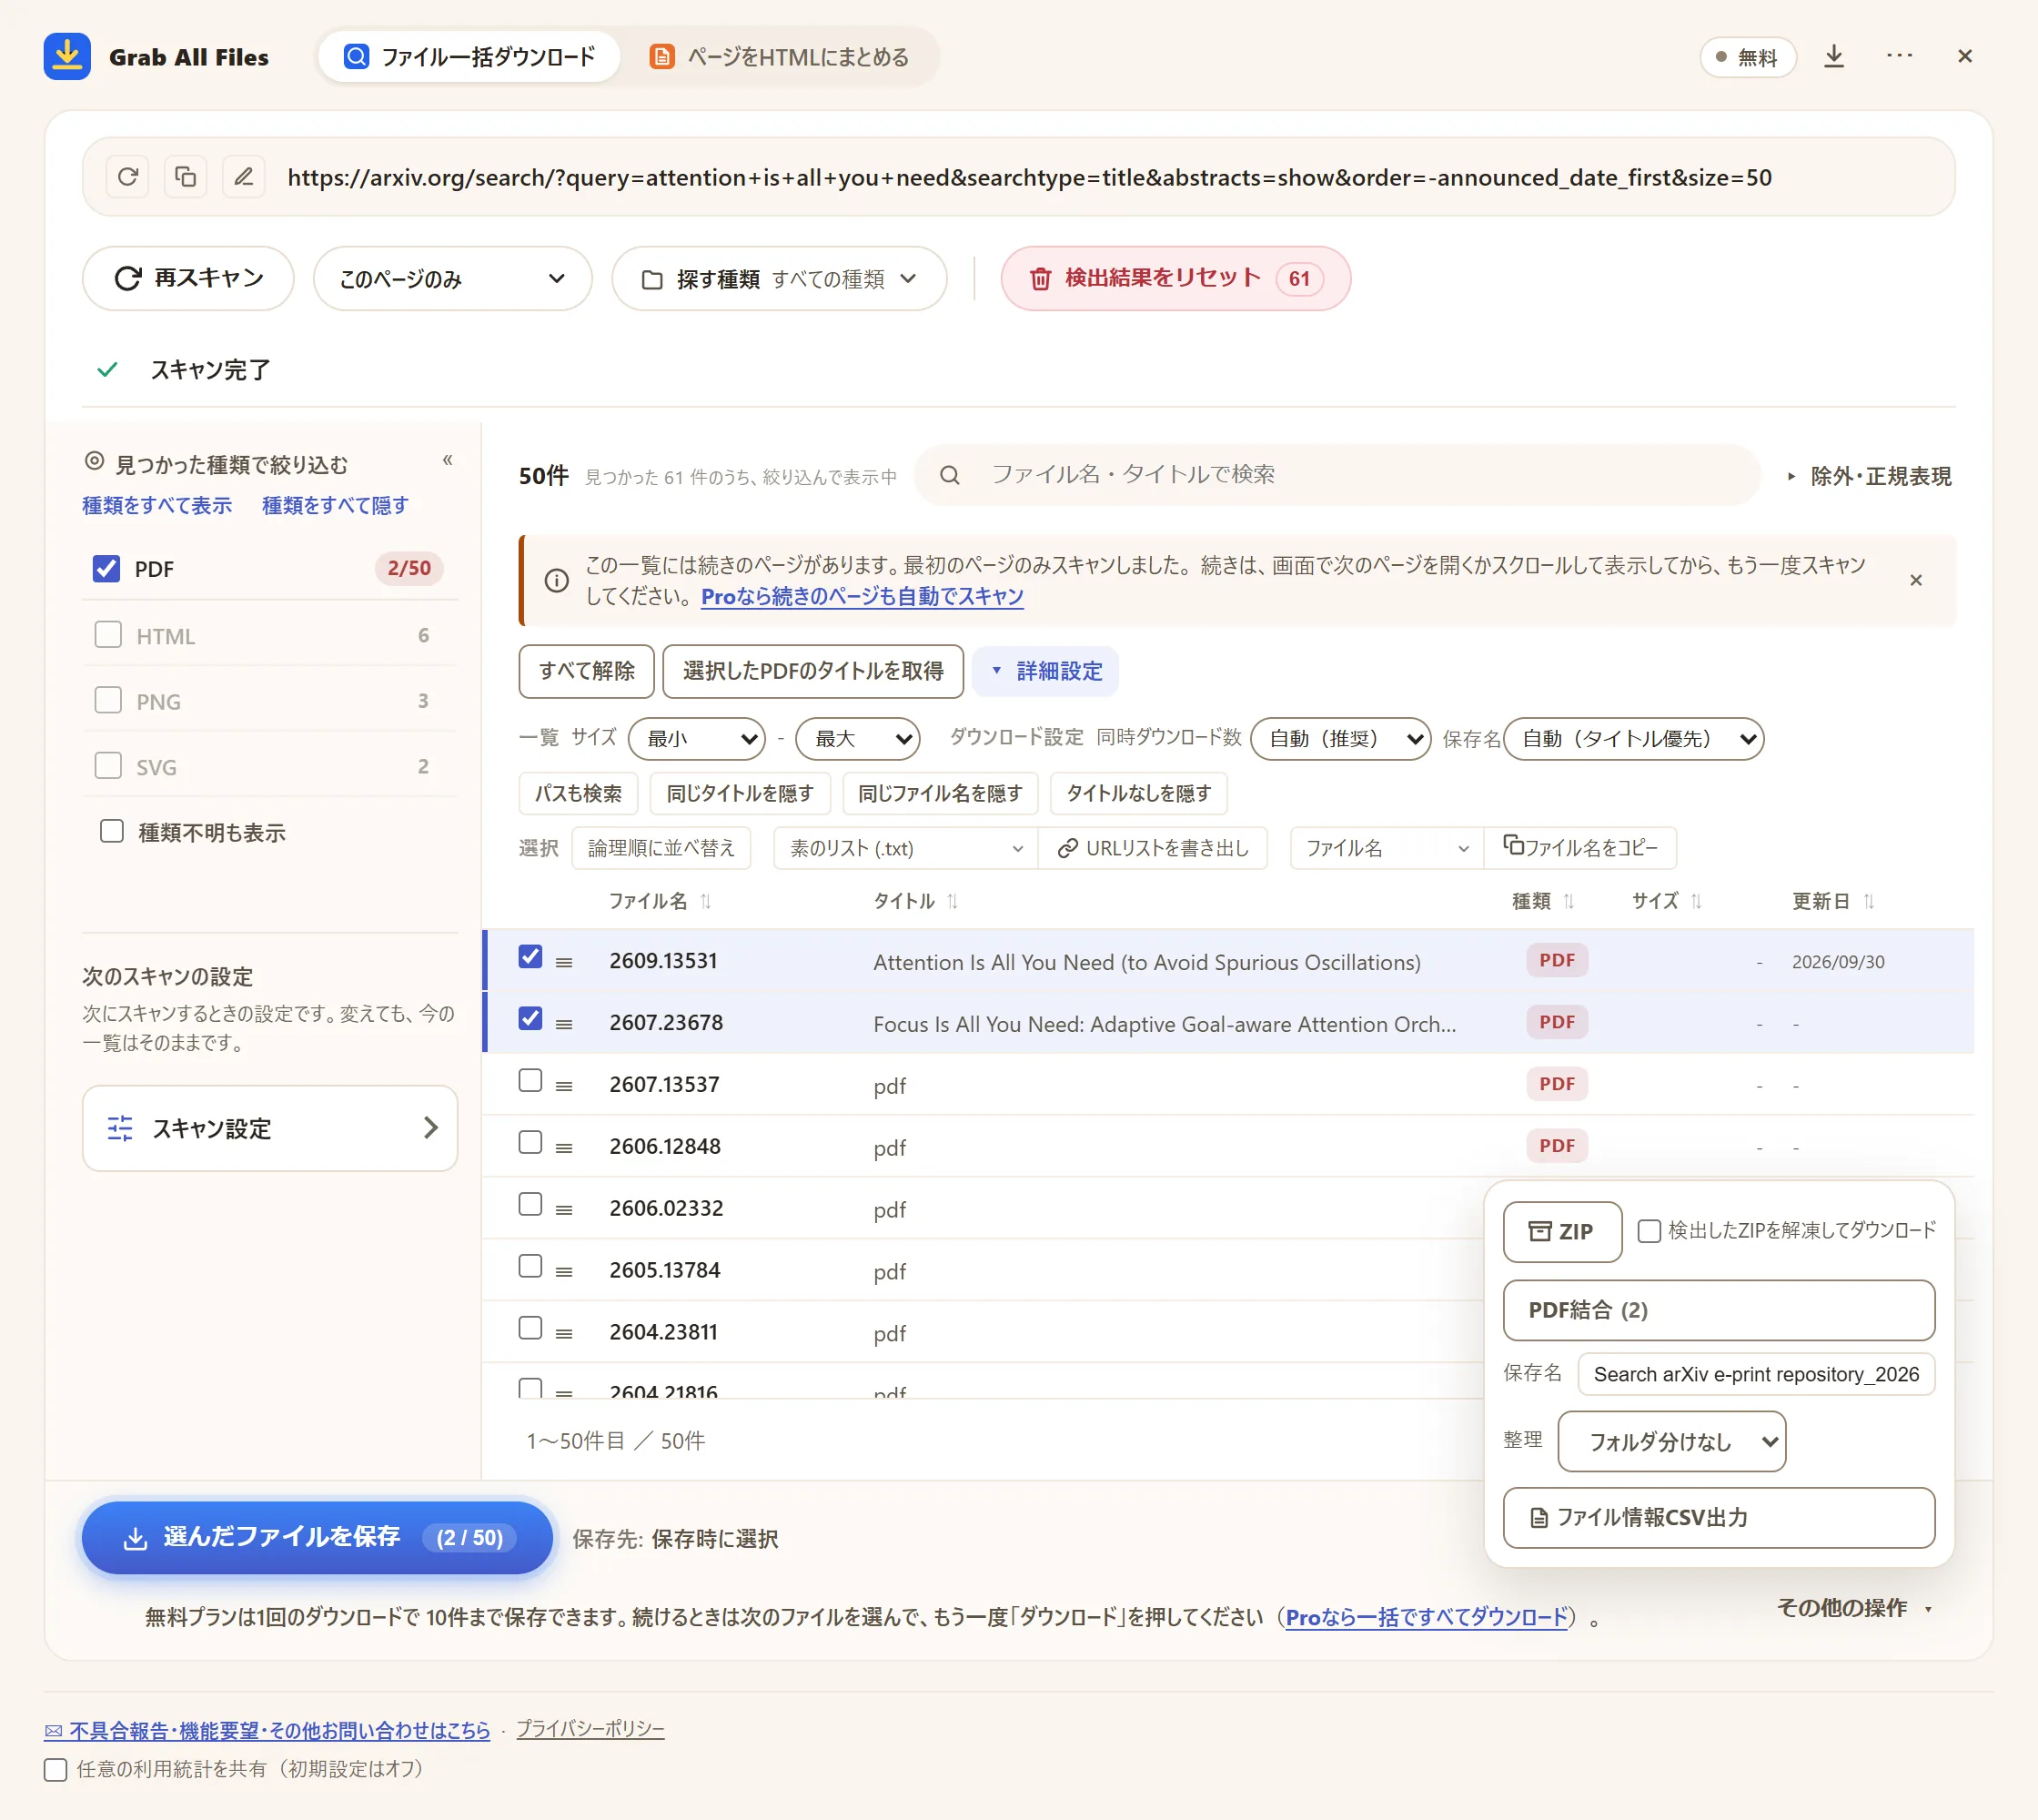 Grab All Files
ファイル一括ダウンロード
ページをHTMLにまとめる
無料
https://arxiv.org/search/?query=attention+is+all+you+need&searchtype=title&abstracts=show&order=-announced_date_first&size=50
再スキャン
このページのみ
探す種類 すべての種類
検出結果をリセット 61
スキャン完了
見つかった種類で絞り込む
種類をすべて表示 種類をすべて隠す
PDF 2/50
HTML 6
PNG 3
SVG 2
種類不明も表示
次のスキャンの設定
次にスキャンするときの設定です。変えても、今の
一覧はそのままです。
スキャン設定
50件 見つかった 61 件のうち、絞り込んで表示中
ファイル名・タイトルで検索
除外・正規表現
この一覧には続きのページがあります。最初のページのみスキャンしました。続きは、画面で次のページを開くかスクロールして表示してから、もう一度スキャン
してください。 Proなら続きのページも自動でスキャン
すべて解除 選択したPDFのタイトルを取得 詳細設定
一覧 サイズ 最小 - 最大 ダウンロード設定 同時ダウンロード数 自動（推奨） 保存名 自動（タイトル優先）
パスも検索 同じタイトルを隠す 同じファイル名を隠す タイトルなしを隠す
選択 論理順に並べ替え 素のリスト (.txt) URLリストを書き出し ファイル名 ファイル名をコピー
ファイル名 タイトル 種類 サイズ 更新日
2609.13531 Attention Is All You Need (to Avoid Spurious Oscillations) PDF - 2026/09/30
2607.23678 Focus Is All You Need: Adaptive Goal-aware Attention Orch... PDF - -
2607.13537 pdf PDF - -
2606.12848 pdf PDF - -
2606.02332 pdf
2605.13784 pdf
2604.23811 pdf
2604.21816 pdf
1～50件目 ／ 50件
ZIP 検出したZIPを解凍してダウンロード
PDF結合 (2)
保存名 Search arXiv e-print repository_2026
整理 フォルダ分けなし
ファイル情報CSV出力
選んだファイルを保存 (2 / 50)
保存先: 保存時に選択
無料プランは1回のダウンロードで 10件まで保存できます。続けるときは次のファイルを選んで、もう一度「ダウンロード」を押してください（Proなら一括ですべてダウンロード）。
その他の操作
不具合報告・機能要望・その他お問い合わせはこちら · プライバシーポリシー
任意の利用統計を共有（初期設定はオフ）